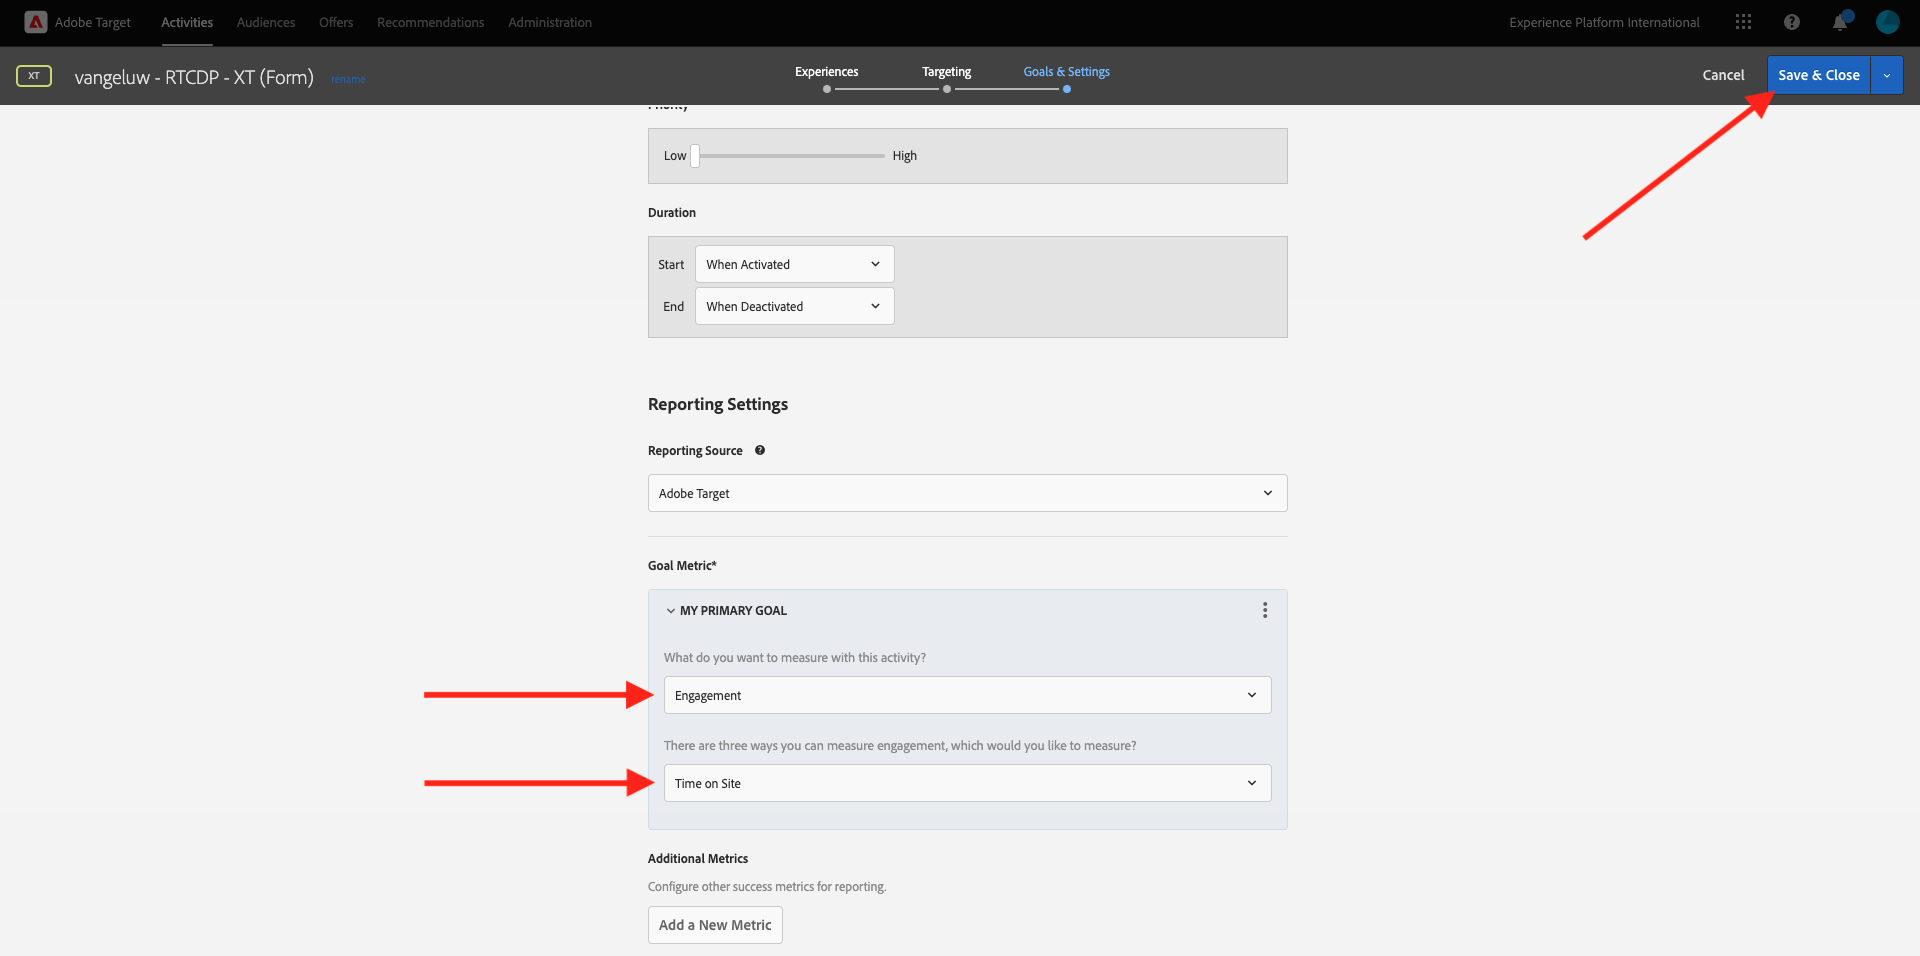 Adobe Target Activities Audiences Offers Recommendations Administration Experience Platform International
XT vangeluw - RTCDP - XT (Form) rename Experiences Targeting Goals & Settings Cancel Save & Close
Priority
Low High
Duration
Start When Activated
End When Deactivated
Reporting Settings
Reporting Source
Adobe Target
Goal Metric*
MY PRIMARY GOAL
What do you want to measure with this activity?
Engagement
There are three ways you can measure engagement, which would you like to measure?
Time on Site
Additional Metrics
Configure other success metrics for reporting.
Add a New Metric